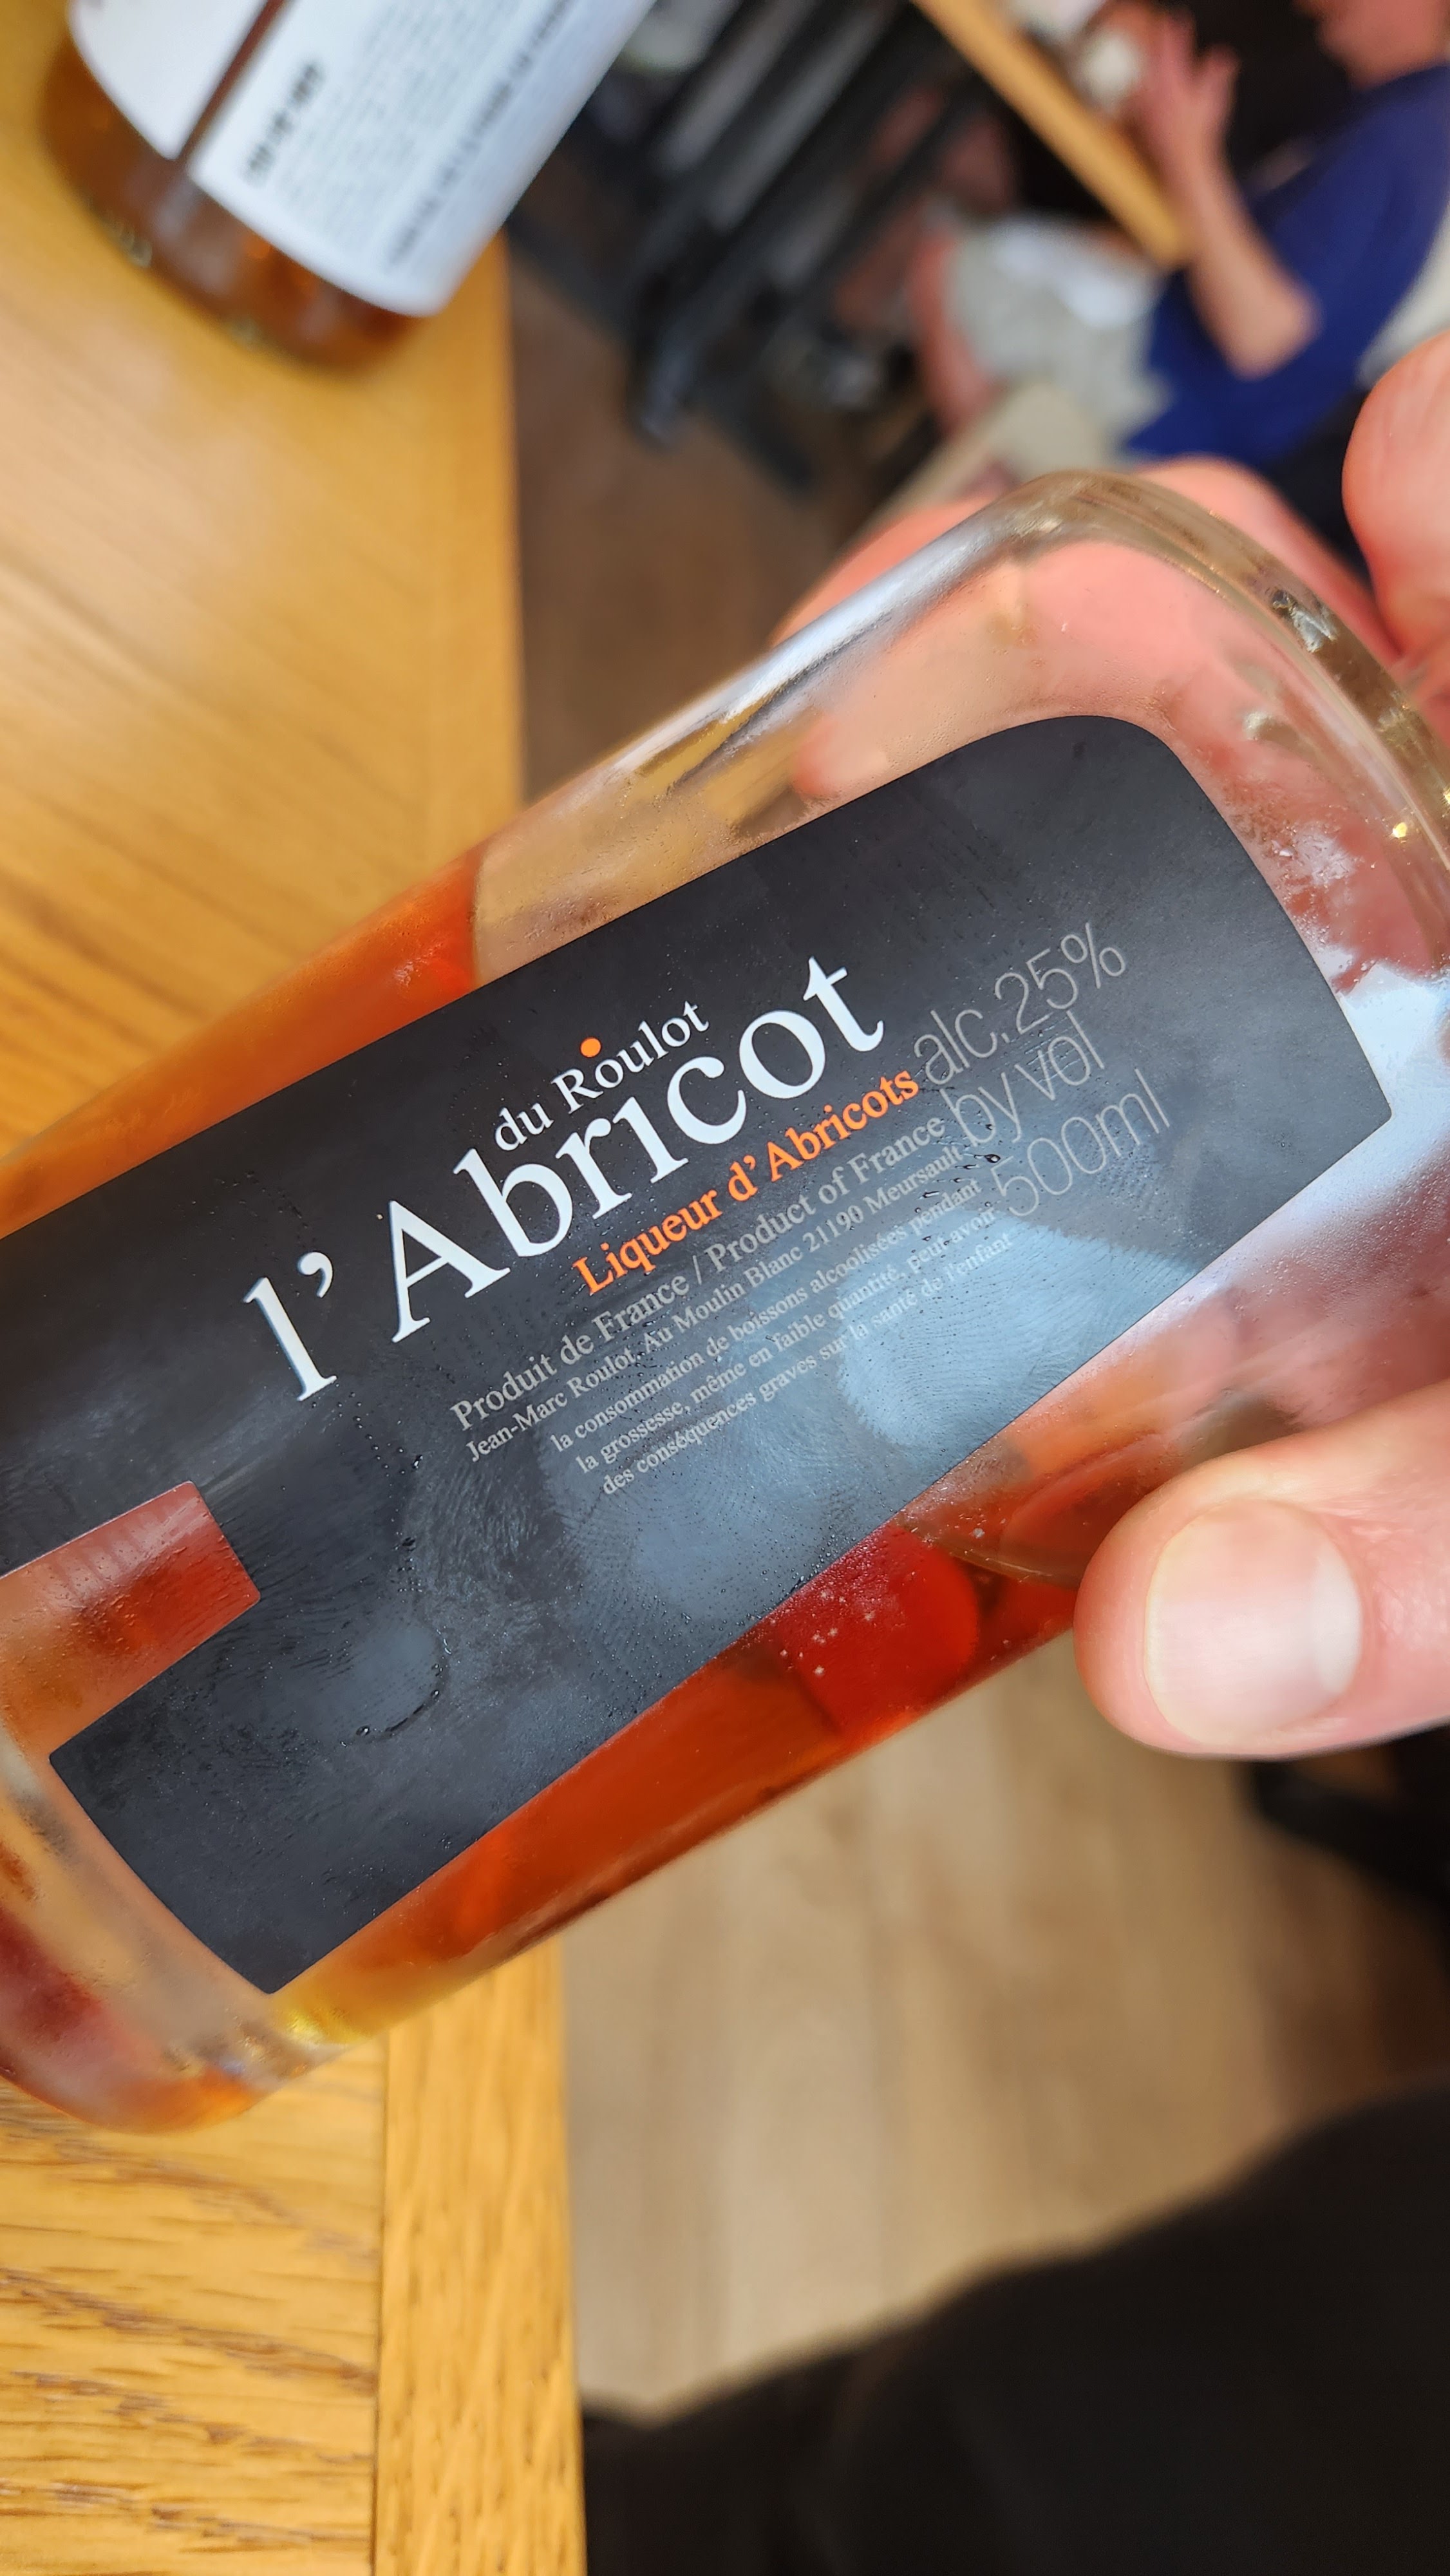 du Roulot
l'Abricot
Liqueur d'Abricots
Produit de France / Product of France
Jean-Marc Roulot, Au Moulin Blanc 21190 Meursault
la consommation de boissons alcoolisées pendant
la grossesse, même en faible quantité, peut avoir
des conséquences graves sur la santé de l'enfant
alc.25%
by vol
500ml